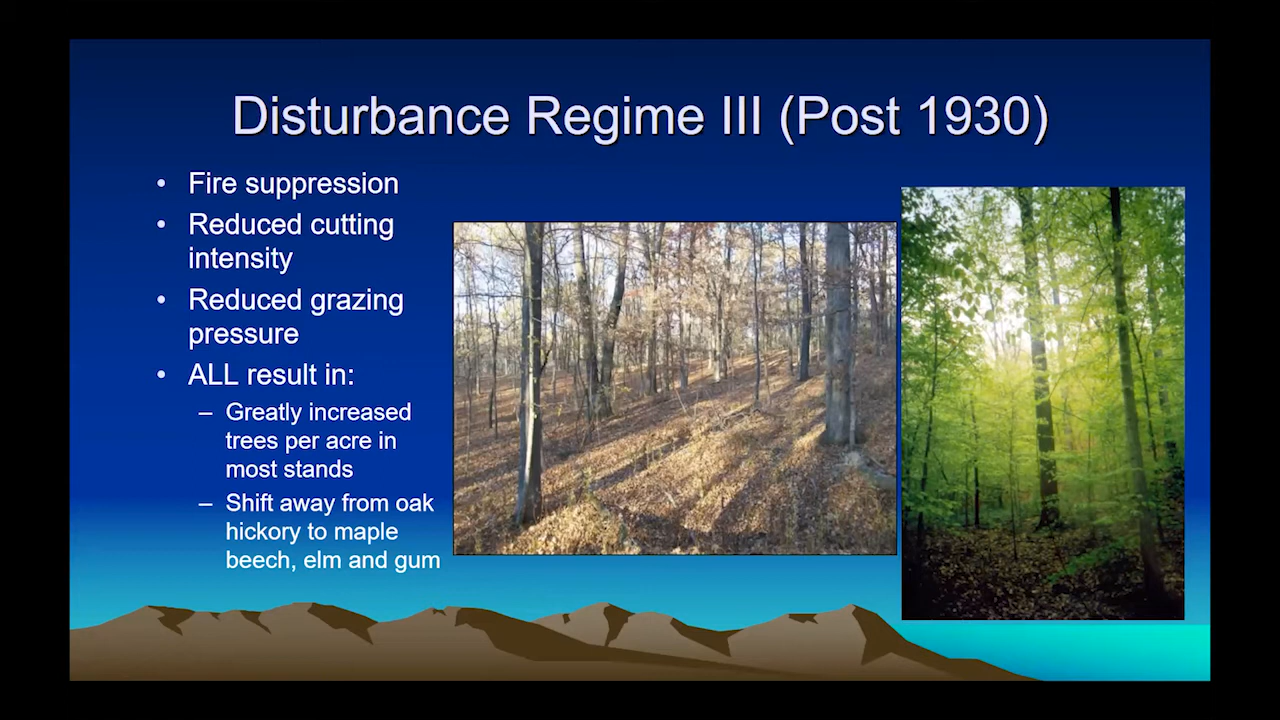 Disturbance Regime III (Post 1930)
• Fire suppression
• Reduced cutting
intensity
• Reduced grazing
pressure
• ALL result in:
– Greatly increased
trees per acre in
most stands
– Shift away from oak
hickory to maple
beech, elm and gum